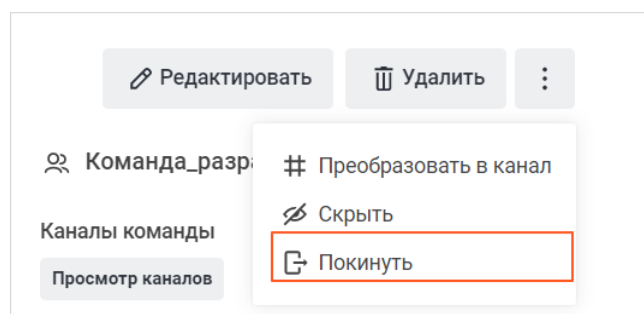 Редактировать Удалить
Команда_разра
Преобразовать в канал
Скрыть
Каналы команды
Покинуть
Просмотр каналов